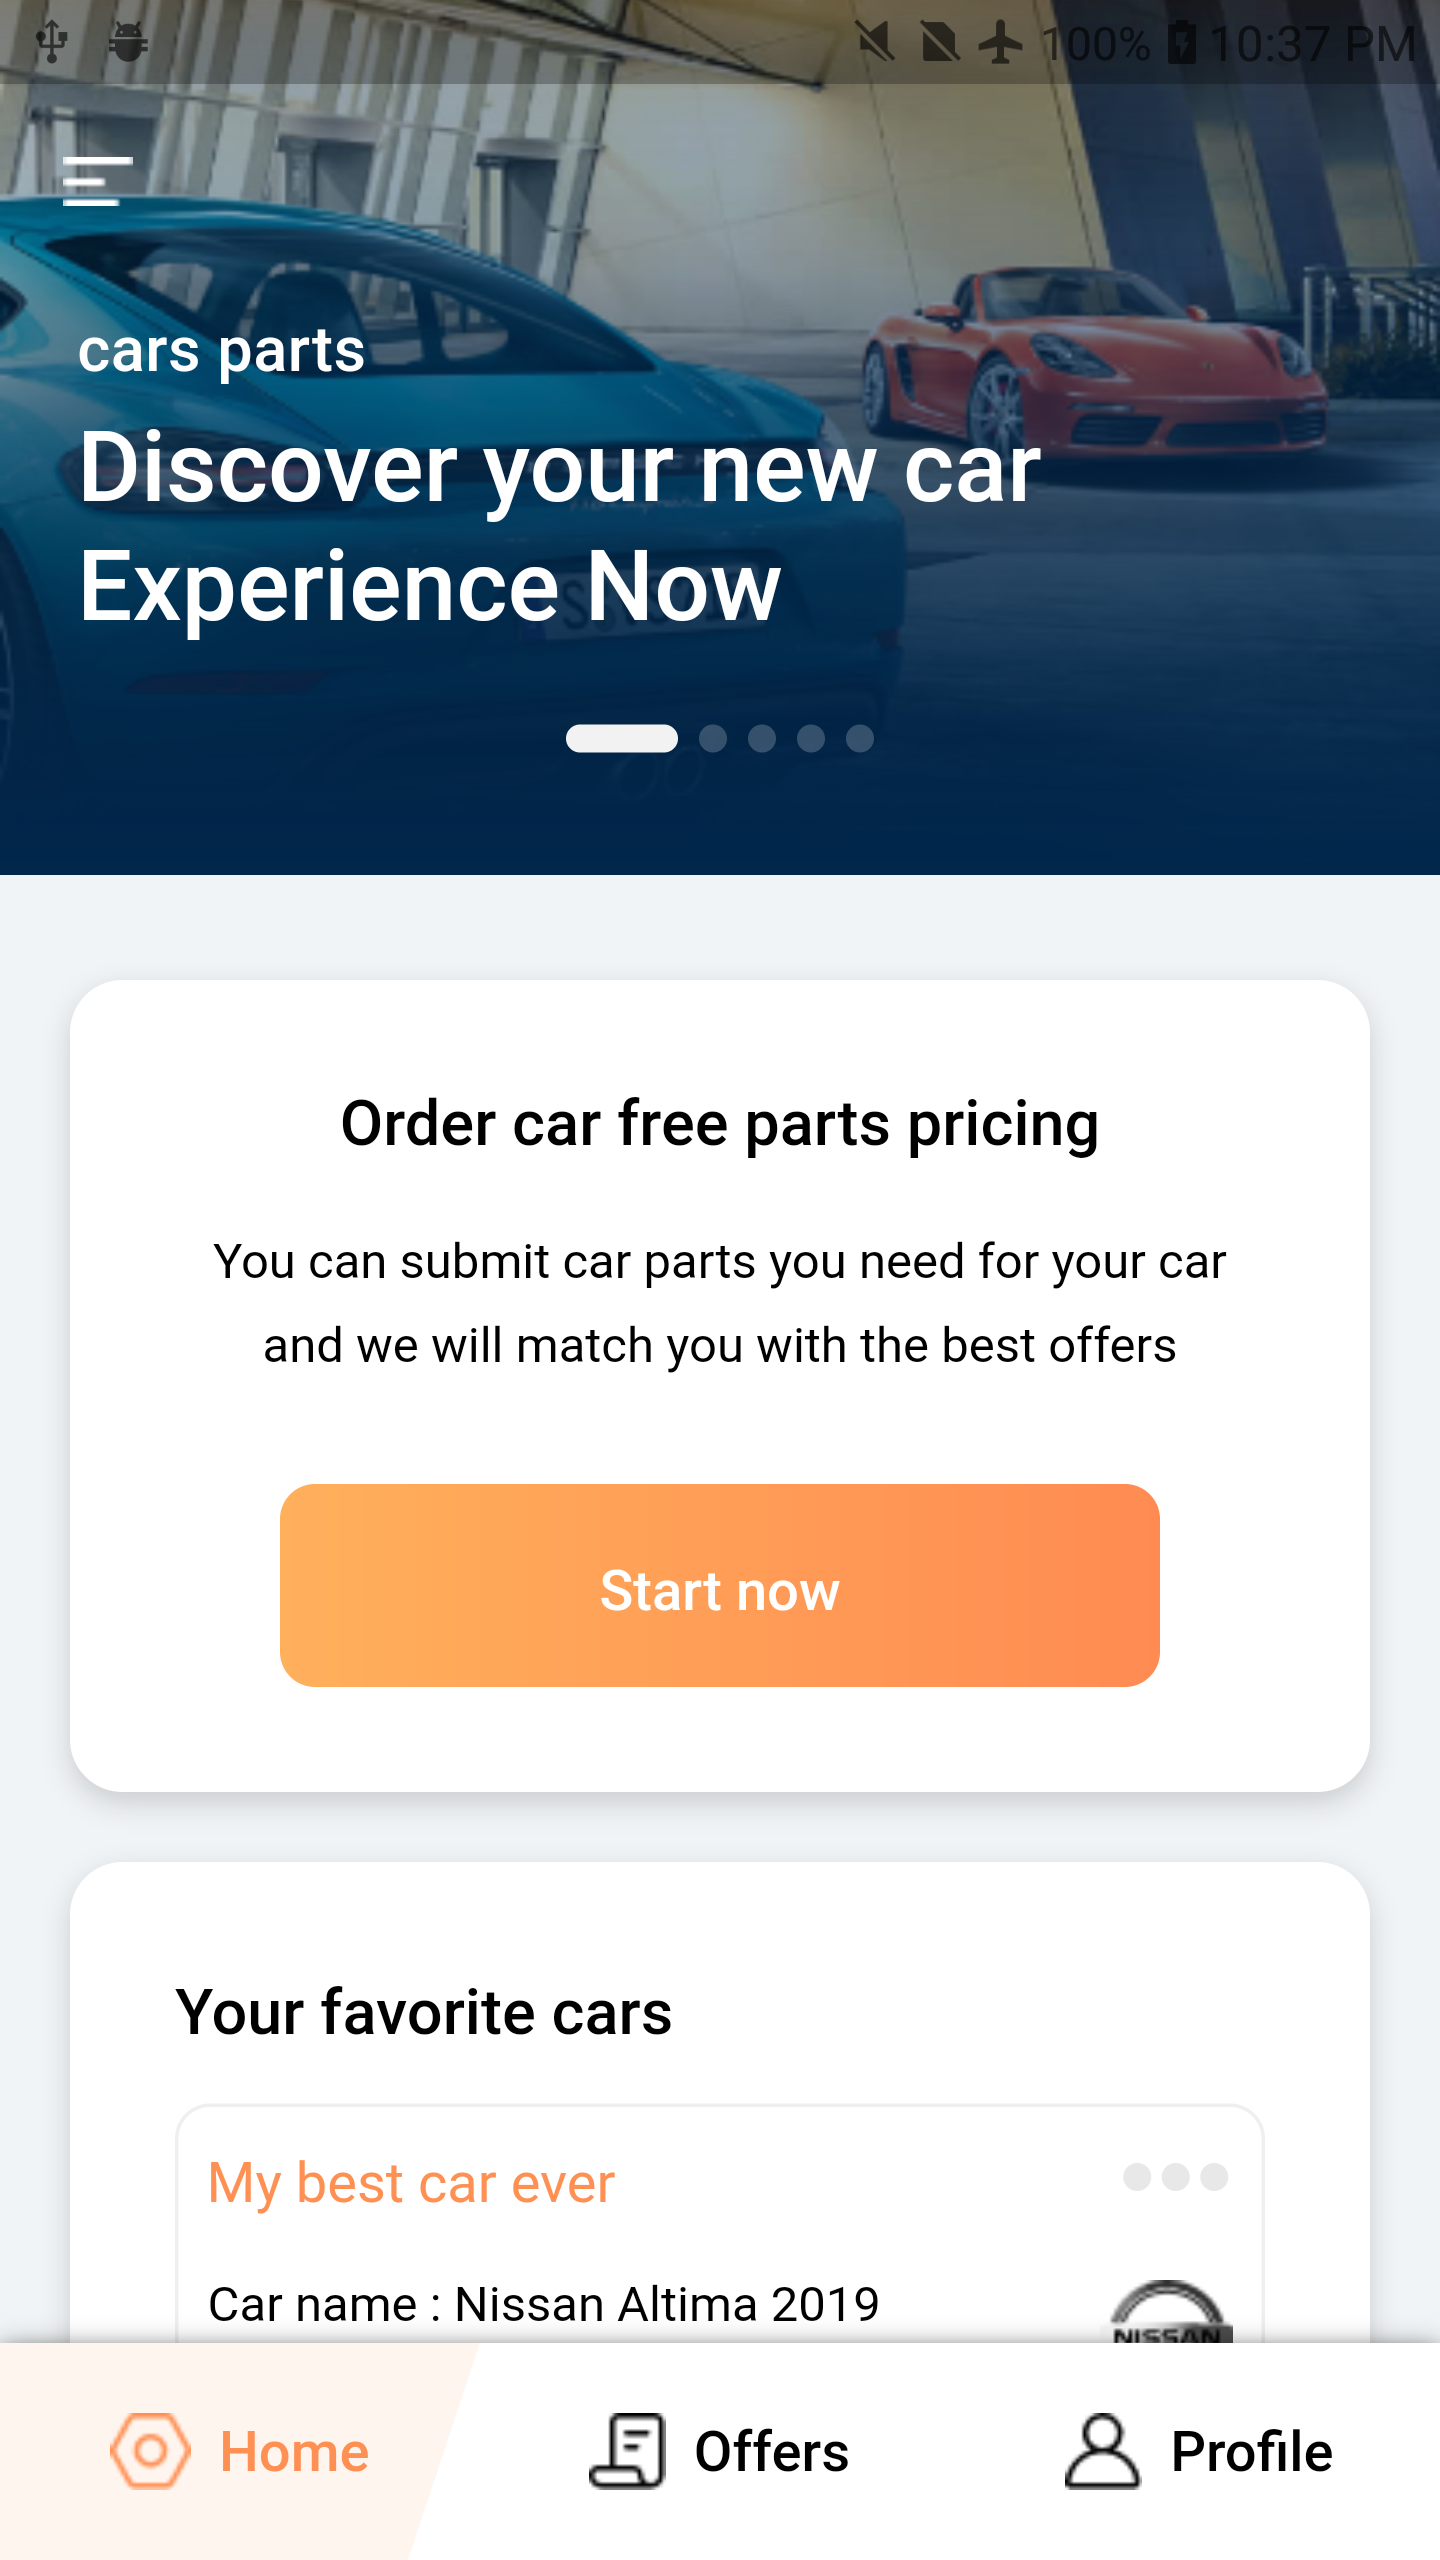 100% 10:37 PM
cars parts
Discover your new car
Experience Now
Order car free parts pricing
You can submit car parts you need for your car
and we will match you with the best offers
Start now
Your favorite cars
My best car ever
Car name : Nissan Altima 2019
NISSAN
Home
Offers
Profile